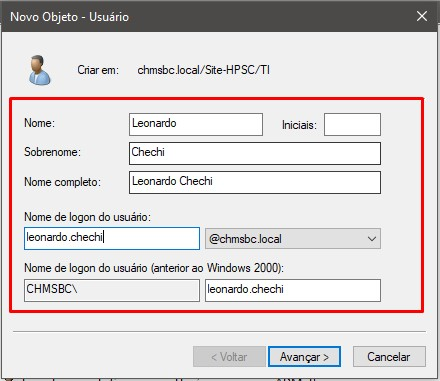 Novo Objeto - Usuário
Criar em: chmsbc.local/Site-HPSC/TI
Nome: Leonardo Iniciais:
Sobrenome: Chechi
Nome completo: Leonardo Chechi
Nome de logon do usuário:
leonardo.chechi @chmsbc.local
Nome de logon do usuário (anterior ao Windows 2000):
CHMSBC\ leonardo.chechi
< Voltar Avançar > Cancelar